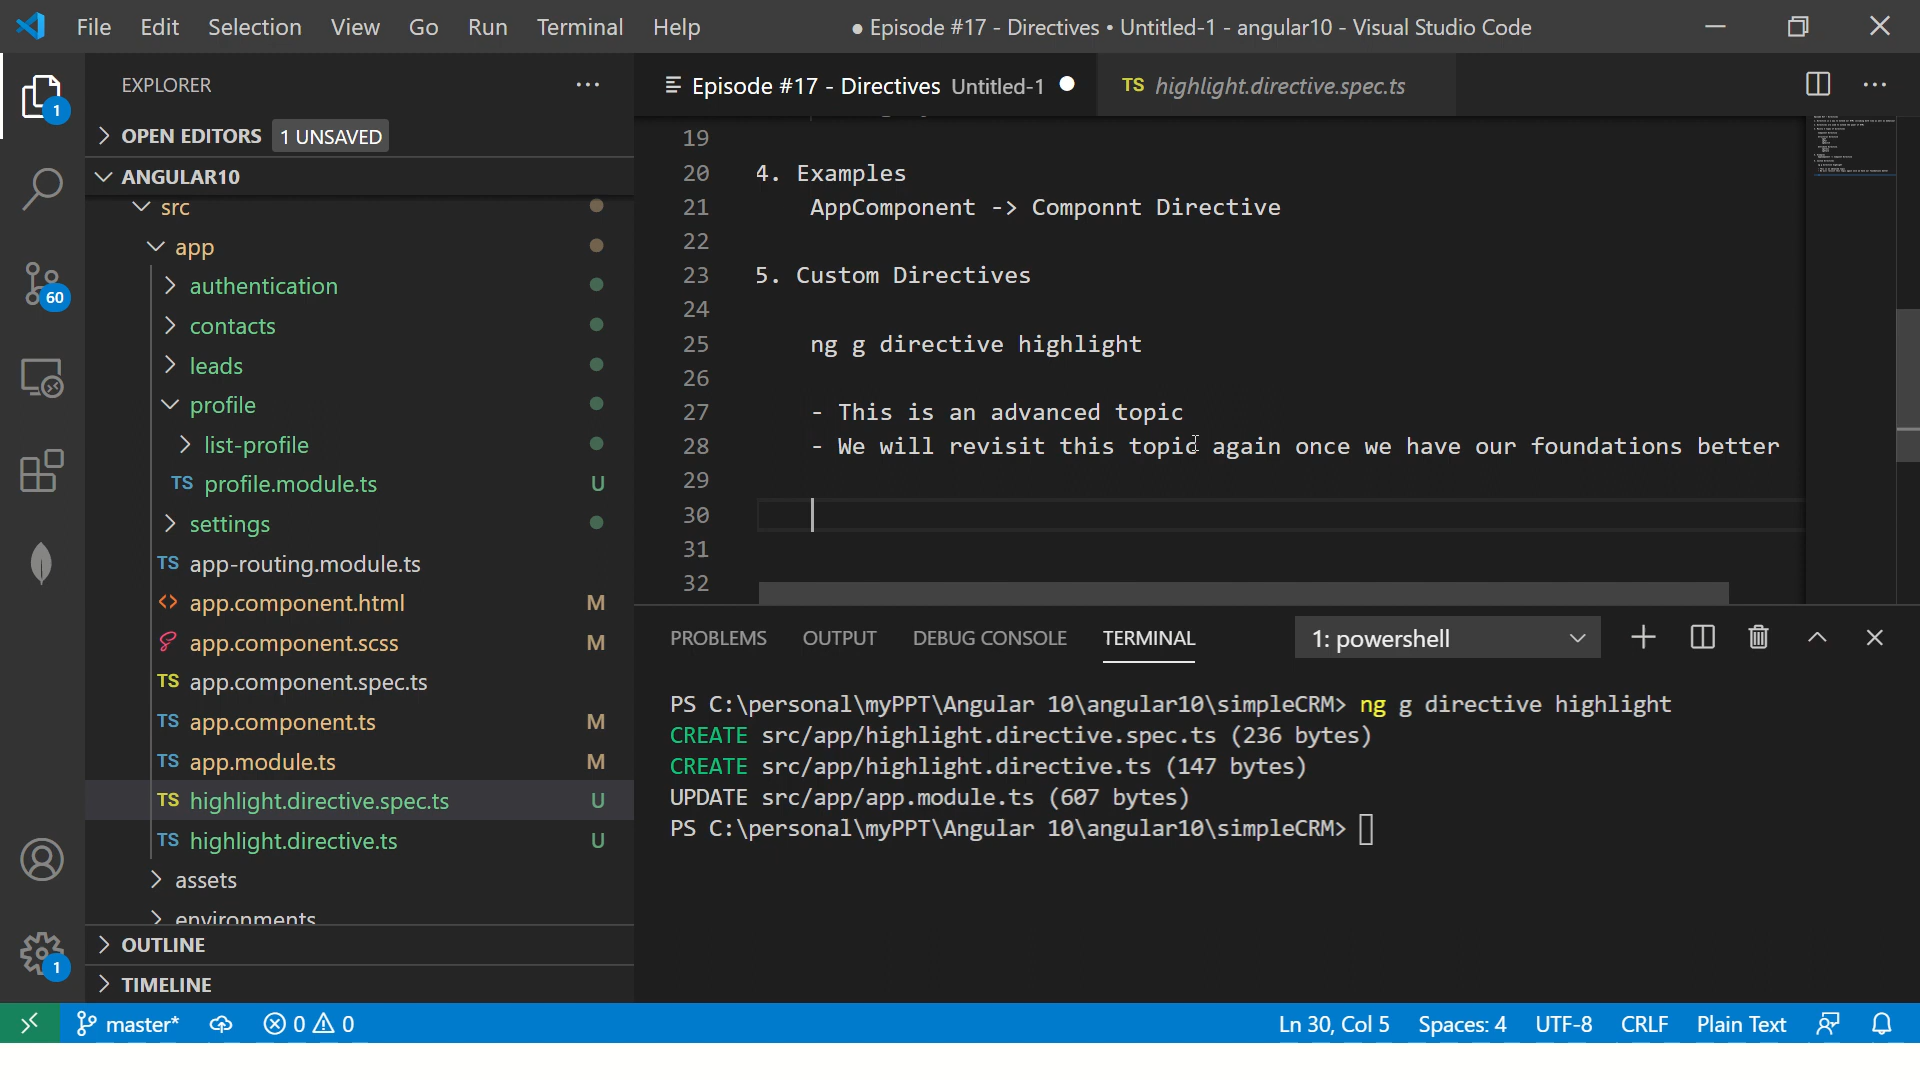 File Edit Selection View Go Run Terminal Help
● Episode #17 - Directives • Untitled-1 - angular10 - Visual Studio Code
EXPLORER
OPEN EDITORS 1 UNSAVED
ANGULAR10
src
app
authentication
contacts
leads
profile
list-profile
TS profile.module.ts U
settings
TS app-routing.module.ts
<> app.component.html M
app.component.scss M
TS app.component.spec.ts
TS app.component.ts M
TS app.module.ts M
TS highlight.directive.spec.ts U
TS highlight.directive.ts U
assets
environments
OUTLINE
TIMELINE
1
60
1
Episode #17 - Directives Untitled-1 ●
TS highlight.directive.spec.ts
19
20 4. Examples
21 AppComponent -> Componnt Directive
22
23 5. Custom Directives
24
25 ng g directive highlight
26
27 - This is an advanced topic
28 - We will revisit this topic again once we have our foundations better
29
30
31
32
PROBLEMS OUTPUT DEBUG CONSOLE TERMINAL 1: powershell
PS C:\personal\myPPT\Angular 10\angular10\simpleCRM> ng g directive highlight
CREATE src/app/highlight.directive.spec.ts (236 bytes)
CREATE src/app/highlight.directive.ts (147 bytes)
UPDATE src/app/app.module.ts (607 bytes)
PS C:\personal\myPPT\Angular 10\angular10\simpleCRM>
master* 0 0 Ln 30, Col 5 Spaces: 4 UTF-8 CRLF Plain Text